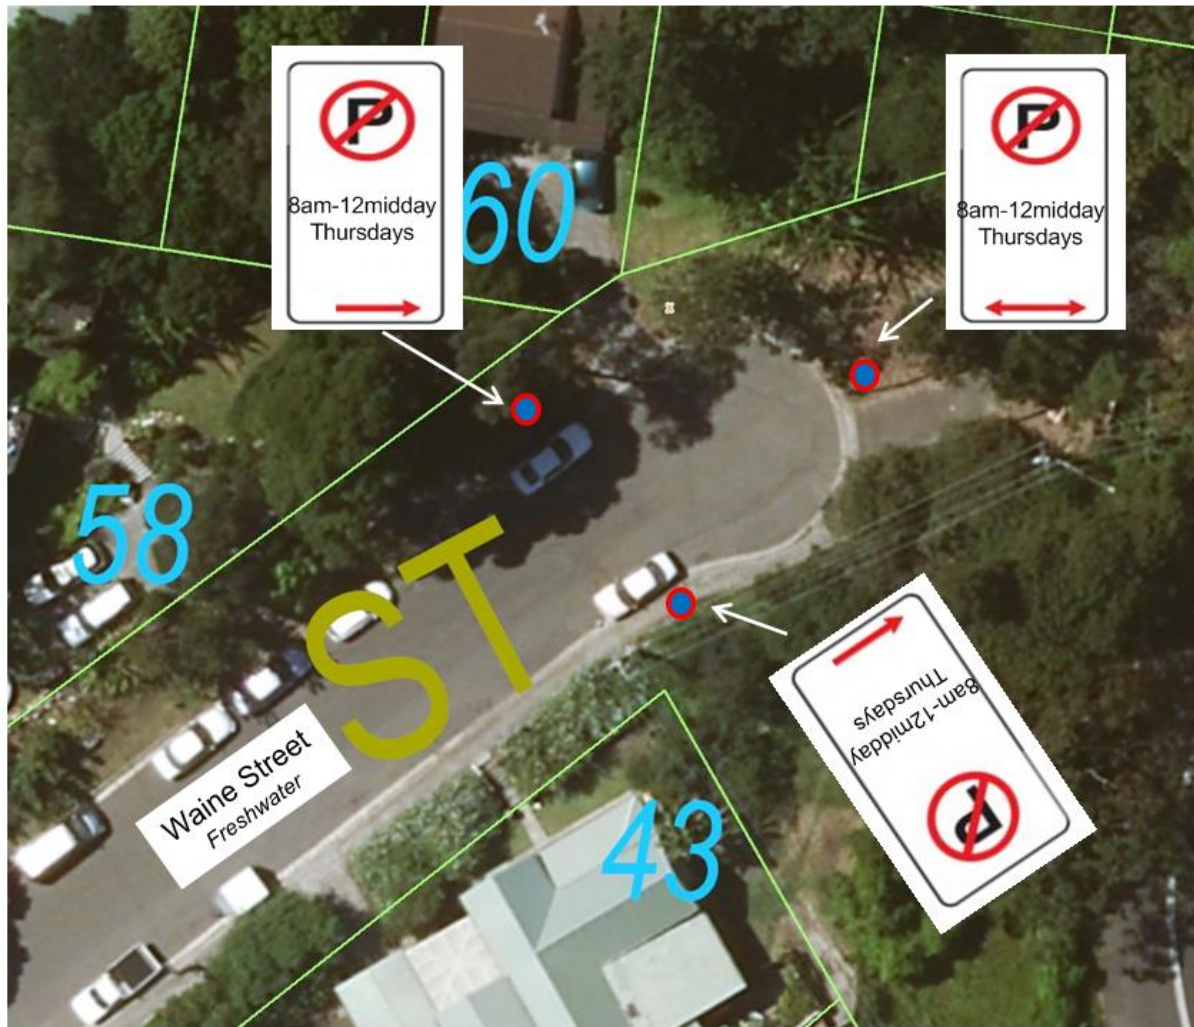 P
8am-12midday
Thursdays
P
8am-12midday
Thursdays
60
58
ST
Waine Street
Freshwater
43
P
8am-12midday
Thursdays